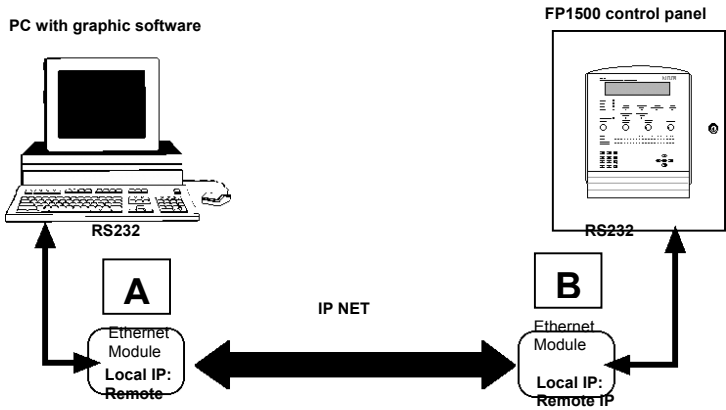 FP1500 control panel
PC with graphic software
RS232
RS232
A
B
IP NET
Ethernet
Module
Local IP:
Remote
Ethernet
Module
Local IP:
Remote IP